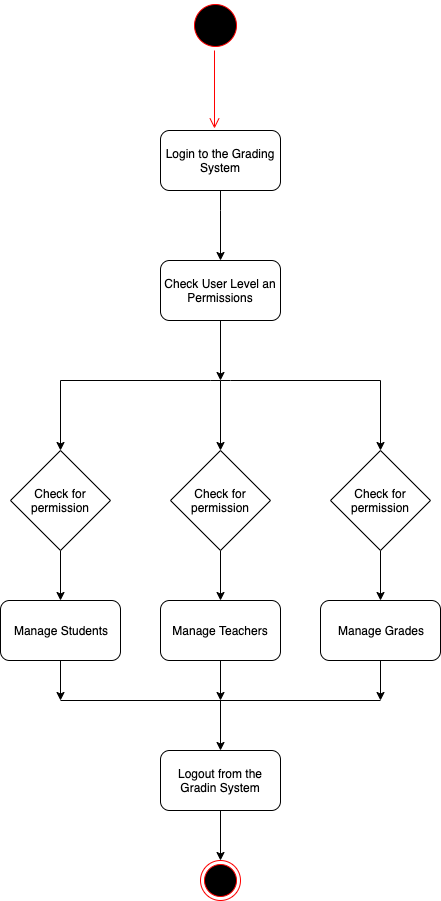 Login to the Grading
System
Check User Level an
Permissions
Check for
permission
Check for
permission
Check for
permission
Manage Students
Manage Teachers
Manage Grades
Logout from the
Gradin System